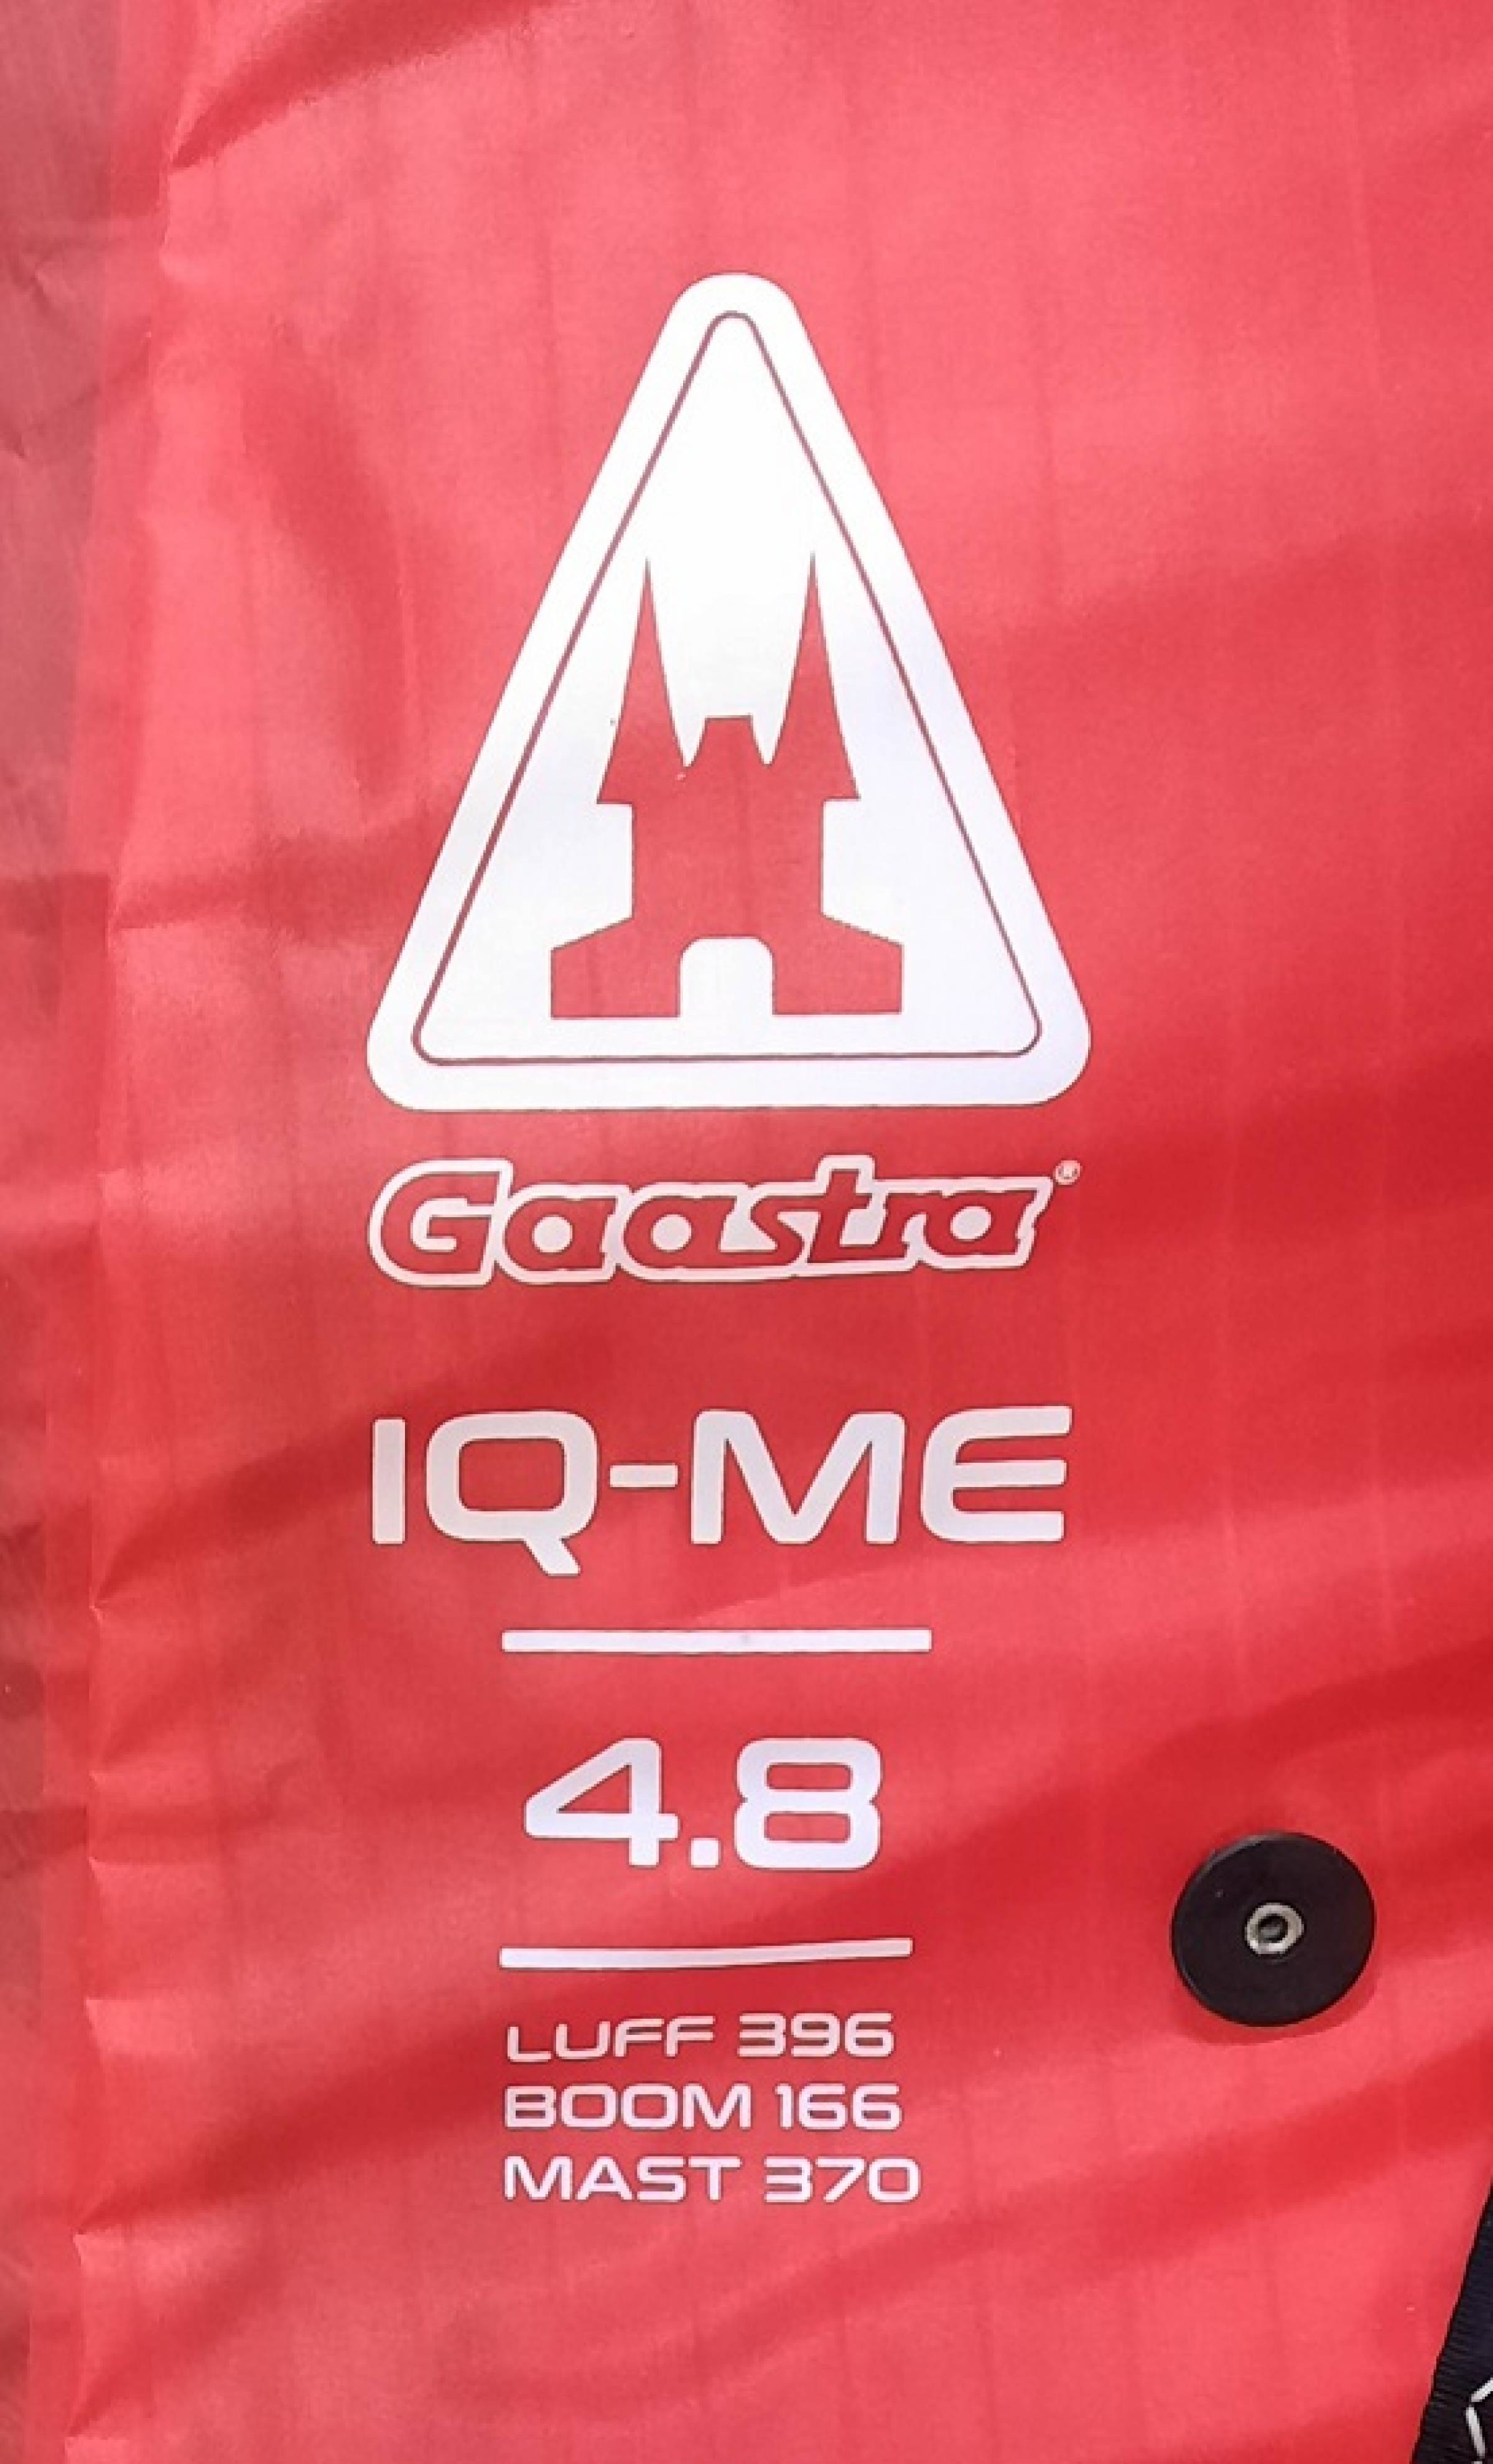 Gaastra®
IQ-ME
4.8
LUFF 396
BOOM 166
MAST 370